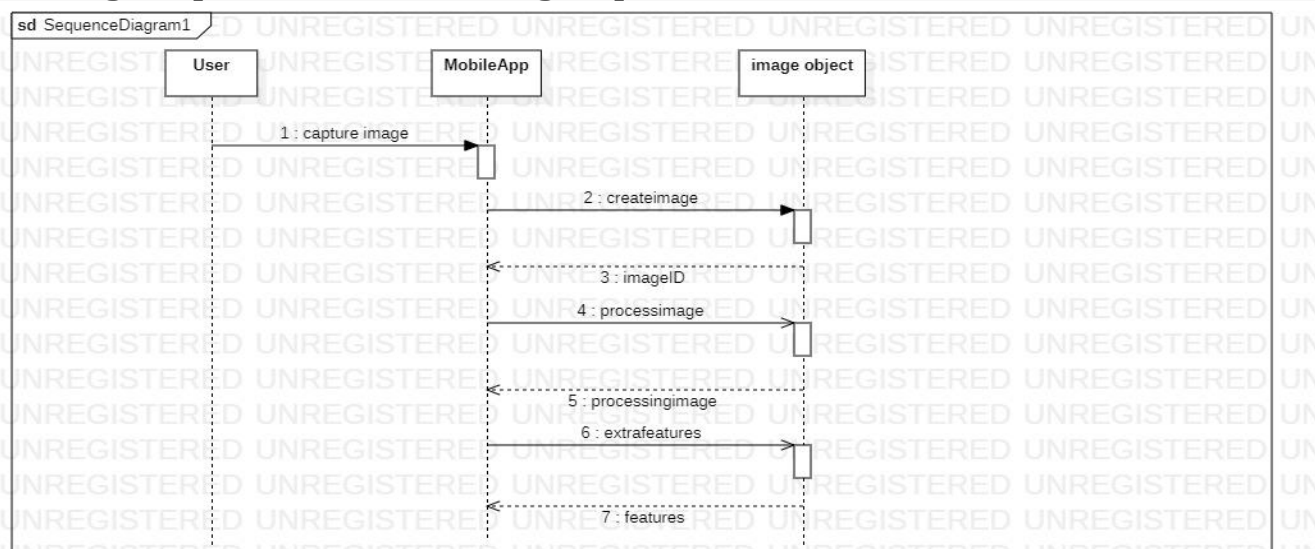 sd SequenceDiagram1
User
MobileApp
image object
1 : capture image
2 : createimage
3 : imageID
4 : processimage
5 : processingimage
6 : extrafeatures
7 : features
UNREGISTERED